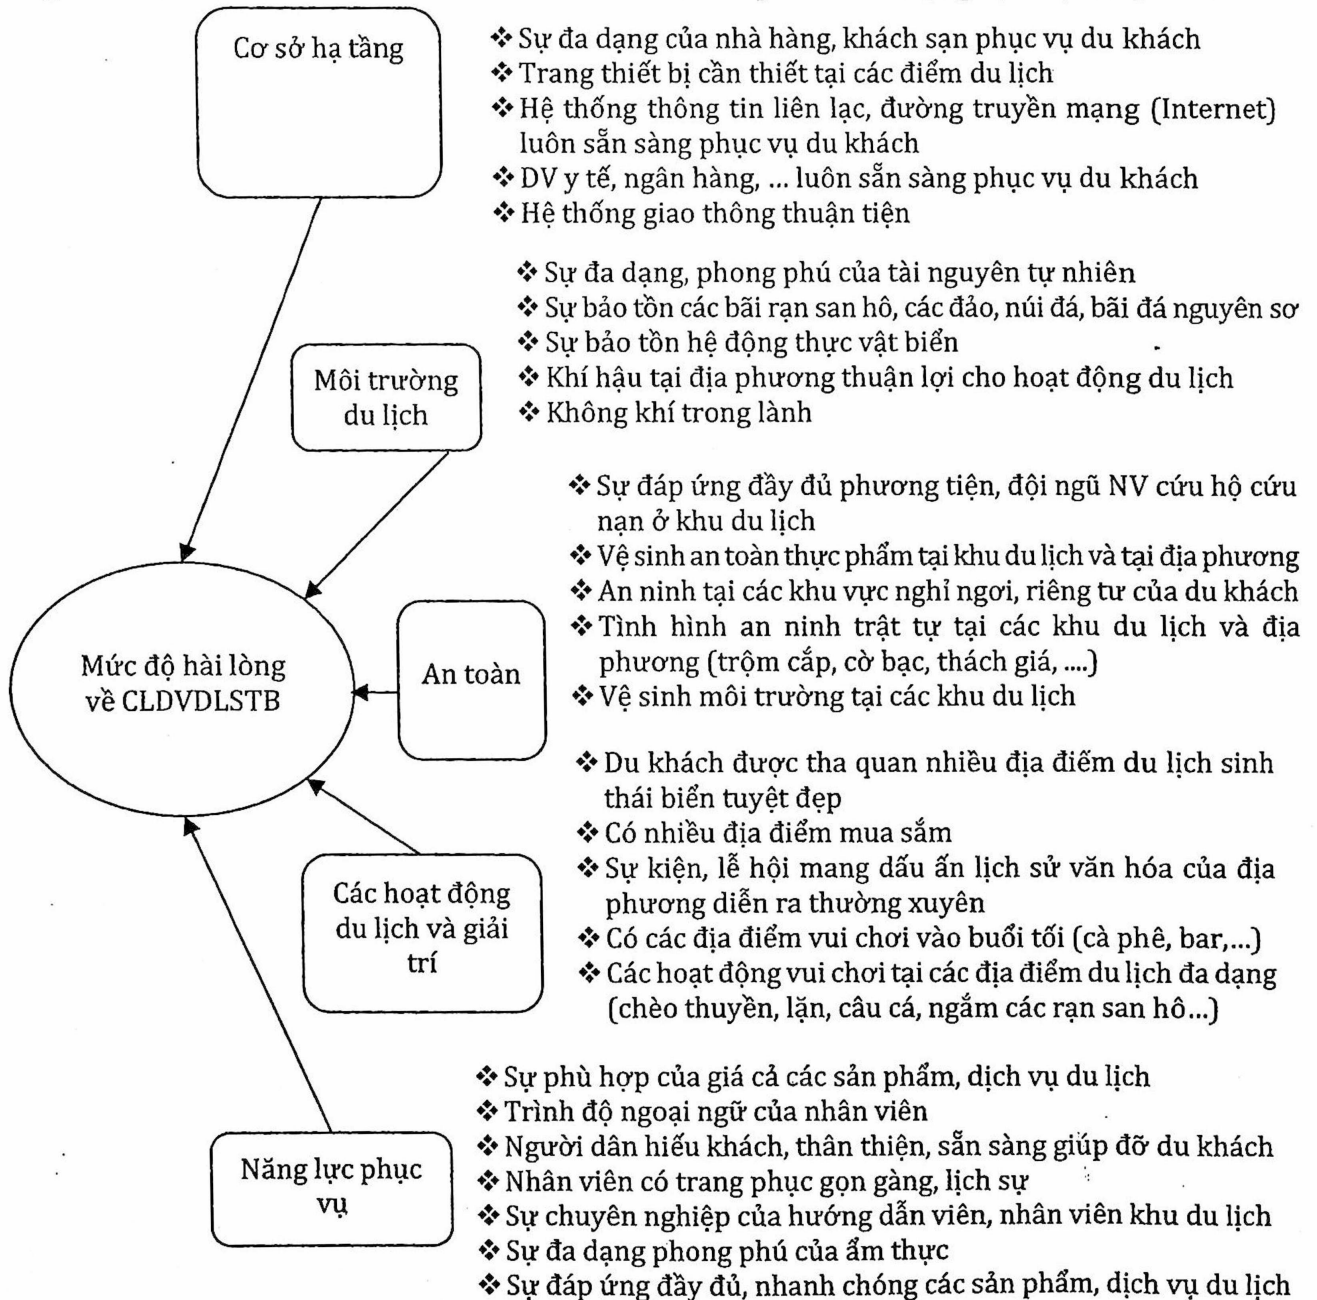 Cơ sở hạ tầng
❖ Sự đa dạng của nhà hàng, khách sạn phục vụ du khách
❖ Trang thiết bị cần thiết tại các điểm du lịch
❖ Hệ thống thông tin liên lạc, đường truyền mạng (Internet)
luôn sẵn sàng phục vụ du khách
❖ DV y tế, ngân hàng, ... luôn sẵn sàng phục vụ du khách
❖ Hệ thống giao thông thuận tiện
Môi trường
du lịch
❖ Sự đa dạng, phong phú của tài nguyên tự nhiên
❖ Sự bảo tồn các bãi rạn san hô, các đảo, núi đá, bãi đá nguyên sơ
❖ Sự bảo tồn hệ động thực vật biển
❖ Khí hậu tại địa phương thuận lợi cho hoạt động du lịch
❖ Không khí trong lành
Mức độ hài lòng
về CLDVDLSTB
An toàn
❖ Sự đáp ứng đầy đủ phương tiện, đội ngũ NV cứu hộ cứu
nạn ở khu du lịch
❖ Vệ sinh an toàn thực phẩm tại khu du lịch và tại địa phương
❖ An ninh tại các khu vực nghỉ ngơi, riêng tư của du khách
❖ Tình hình an ninh trật tự tại các khu du lịch và địa
phương (trộm cắp, cờ bạc, thách giá, ....)
❖ Vệ sinh môi trường tại các khu du lịch
Các hoạt động
du lịch và giải
trí
❖ Du khách được tha quan nhiều địa điểm du lịch sinh
thái biển tuyệt đẹp
❖ Có nhiều địa điểm mua sắm
❖ Sự kiện, lễ hội mang dấu ấn lịch sử văn hóa của địa
phương diễn ra thường xuyên
❖ Có các địa điểm vui chơi vào buổi tối (cà phê, bar,...)
❖ Các hoạt động vui chơi tại các địa điểm du lịch đa dạng
(chèo thuyền, lặn, câu cá, ngắm các rạn san hô...)
Năng lực phục
vụ
❖ Sự phù hợp của giá cả các sản phẩm, dịch vụ du lịch
❖ Trình độ ngoại ngữ của nhân viên
❖ Người dân hiếu khách, thân thiện, sẵn sàng giúp đỡ du khách
❖ Nhân viên có trang phục gọn gàng, lịch sự
❖ Sự chuyên nghiệp của hướng dẫn viên, nhân viên khu du lịch
❖ Sự đa dạng phong phú của ẩm thực
❖ Sự đáp ứng đầy đủ, nhanh chóng các sản phẩm, dịch vụ du lịch